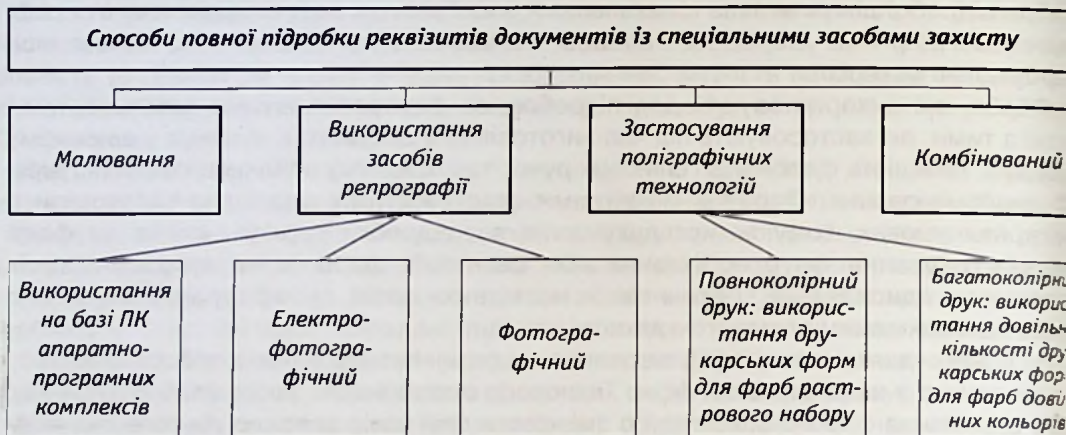 Способи повної підробки реквізитів документів із спеціальними засобами захисту
Малювання
Використання
засобів
репрографії
Застосування
поліграфічних
технологій
Комбінований
Використання
на базі ПК
апаратно-
програмних
комплексів
Електро-
фотогра-
фічний
Фотогра-
фічний
Повноколірний
друк: викорис-
тання дру-
карських форм
для фарб раст-
рового набору
Багатоколірни
друк: викорис
тання довільн
кількості дру
карських фор
для фарб довіл
них кольорів